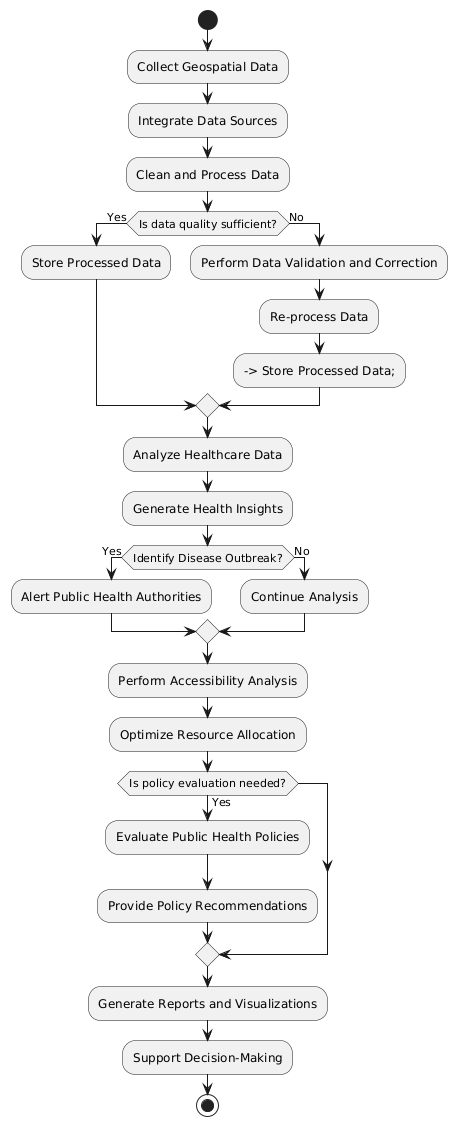 Collect Geospatial Data
Integrate Data Sources
Clean and Process Data
Yes
Is data quality sufficient?
No
Store Processed Data
Perform Data Validation and Correction
Re-process Data
-> Store Processed Data;
Analyze Healthcare Data
Generate Health Insights
Yes
Identify Disease Outbreak?
No
Alert Public Health Authorities
Continue Analysis
Perform Accessibility Analysis
Optimize Resource Allocation
Is policy evaluation needed?
Yes
Evaluate Public Health Policies
Provide Policy Recommendations
Generate Reports and Visualizations
Support Decision-Making